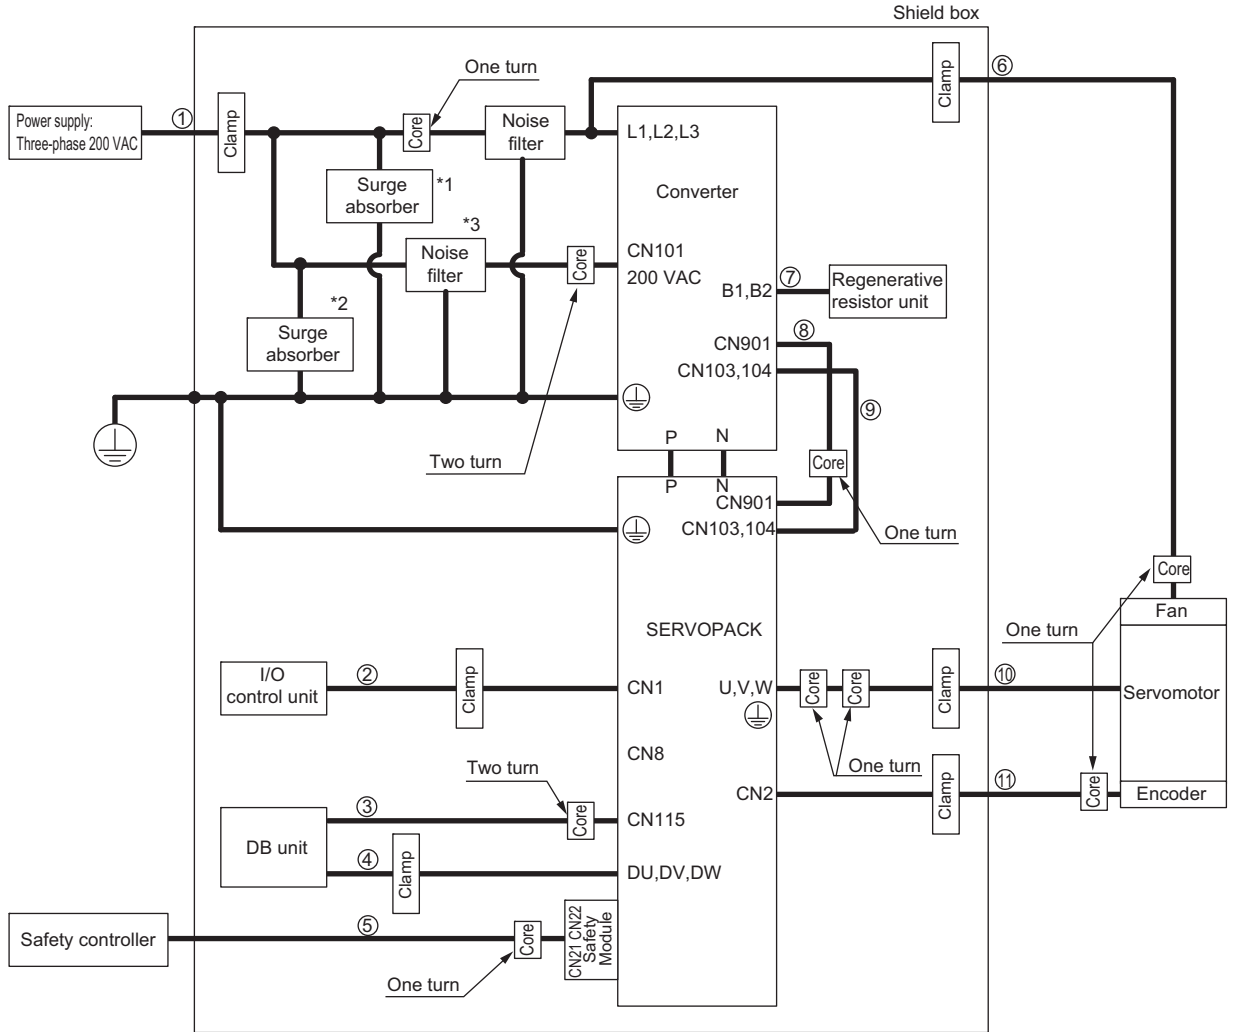 Shield box
One turn
⑥
Clamp
Power supply:
Three-phase 200 VAC
①
Clamp
Core
Noise
filter
L1,L2,L3
Surge
absorber
*1
Converter
*3
Noise
filter
Core
CN101
200 VAC
B1,B2
⑦
Regenerative
resistor unit
*2
Surge
absorber
CN901
⑧
CN103,104
⑨
Two turn
P
N
Core
P
N
CN901
CN103,104
One turn
Core
Fan
SERVOPACK
One turn
I/O
control unit
②
Clamp
CN1
U,V,W
Core
Core
Clamp
⑩
Servomotor
CN8
One turn
Two turn
CN2
Clamp
⑪
Core
Encoder
DB unit
③
Core
CN115
④
Clamp
DU,DV,DW
Safety controller
⑤
Core
CN21 CN22
Safety
Module
One turn